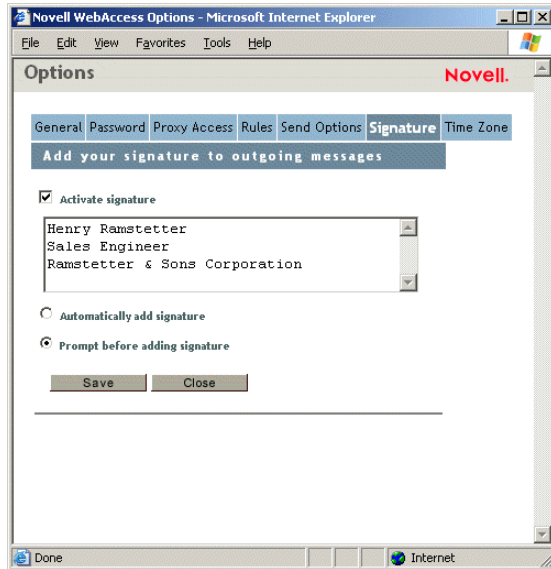 Novell WebAccess Options - Microsoft Internet Explorer
File Edit View Favorites Tools Help
Options
Novell.
General Password Proxy Access Rules Send Options Signature Time Zone
Add your signature to outgoing messages
Activate signature
Henry Ramstetter
Sales Engineer
Ramstetter & Sons Corporation
Automatically add signature
Prompt before adding signature
Save Close
Done Internet